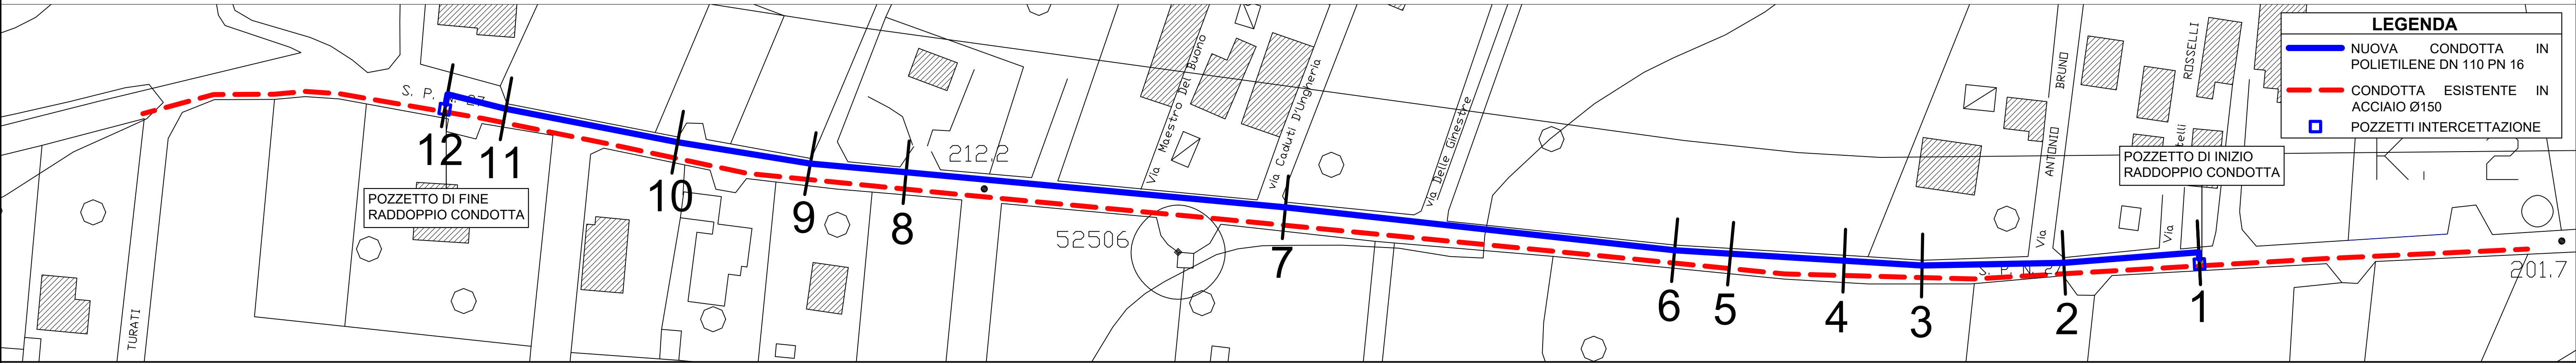 LEGENDA
NUOVA CONDOTTA IN
POLIETILENE DN 110 PN 16
CONDOTTA ESISTENTE IN
ACCIAIO Ø150
POZZETTI INTERCETTAZIONE
POZZETTO DI INIZIO
RADDOPPIO CONDOTTA
POZZETTO DI FINE
RADDOPPIO CONDOTTA
S. P. N. 27
12
11
10
9
8
7
6
5
4
3
2
1
212,2
52506
201.7
Via Maestro Del Buono
Via Caduti D'Ungheria
Via Delle Ginestre
Via ANTONIO BRUNO
Via
ROSSELLI
S. P. N. 27
TURATI